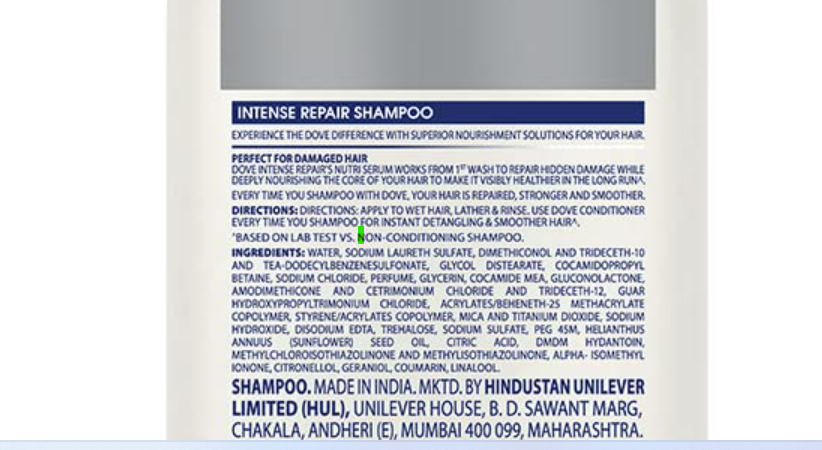 INTENSE REPAIR SHAMPOO
EXPERIENCE THE DOVE DIFFERENCE WITH SUPERIOR NOURISHMENT SOLUTIONS FOR YOUR HAIR.
PERFECT FOR DAMAGED HAIR
DOVE INTENSE REPAIR'S NUTRI SERUM WORKS FROM 1ST WASH TO REPAIR HIDDEN DAMAGE WHILE
DEEPLY NOURISHING THE CORE OF YOUR HAIR TO MAKE IT VISIBLY HEALTHIER IN THE LONG RUN^.
EVERY TIME YOU SHAMPOO WITH DOVE, YOUR HAIR IS REPAIRED, STRONGER AND SMOOTHER.
DIRECTIONS: DIRECTIONS: APPLY TO WET HAIR, LATHER & RINSE. USE DOVE CONDITIONER
EVERY TIME YOU SHAMPOO FOR INSTANT DETANGLING & SMOOTHER HAIR^.
^BASED ON LAB TEST VS. NON-CONDITIONING SHAMPOO.
INGREDIENTS: WATER, SODIUM LAURETH SULFATE, DIMETHICONOL AND TRIDECETH-10
AND TEA-DODECYLBENZENESULFONATE, GLYCOL DISTEARATE, COCAMIDOPROPYL
BETAINE, SODIUM CHLORIDE, PERFUME, GLYCERIN, COCAMIDE MEA, GLUCONOLACTONE,
AMODIMETHICONE AND CETRIMONIUM CHLORIDE AND TRIDECETH-12, GUAR
HYDROXYPROPYLTRIMONIUM CHLORIDE, ACRYLATES/BEHENETH-25 METHACRYLATE
COPOLYMER, STYRENE/ACRYLATES COPOLYMER, MICA AND TITANIUM DIOXIDE, SODIUM
HYDROXIDE, DISODIUM EDTA, TREHALOSE, SODIUM SULFATE, PEG 45M, HELIANTHUS
ANNUUS (SUNFLOWER) SEED OIL, CITRIC ACID, DMDM HYDANTOIN,
METHYLCHLOROISOTHIAZOLINONE AND METHYLISOTHIAZOLINONE, ALPHA- ISOMETHYL
IONONE, CITRONELLOL, GERANIOL, COUMARIN, LINALOOL.
SHAMPOO. MADE IN INDIA. MKTD. BY HINDUSTAN UNILEVER
LIMITED (HUL), UNILEVER HOUSE, B. D. SAWANT MARG,
CHAKALA, ANDHERI (E), MUMBAI 400 099, MAHARASHTRA.